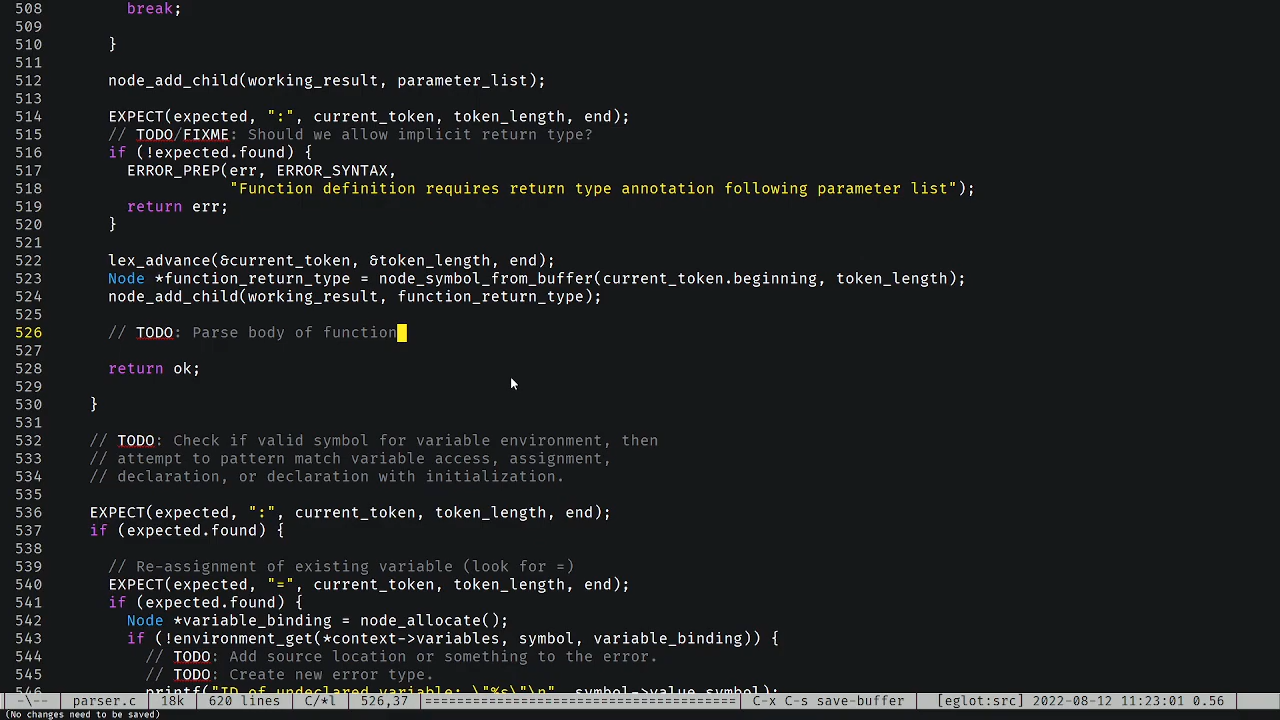 508         break;
509
510       }
511
512       node_add_child(working_result, parameter_list);
513
514       EXPECT(expected, ":", current_token, token_length, end);
515       // TODO/FIXME: Should we allow implicit return type?
516       if (!expected.found) {
517         ERROR_PREP(err, ERROR_SYNTAX,
518                    "Function definition requires return type annotation following parameter list");
519         return err;
520       }
521
522       lex_advance(&current_token, &token_length, end);
523       Node *function_return_type = node_symbol_from_buffer(current_token.beginning, token_length);
524       node_add_child(working_result, function_return_type);
525
526       // TODO: Parse body of function
527
528       return ok;
529
530     }
531
532     // TODO: Check if valid symbol for variable environment, then
533     // attempt to pattern match variable access, assignment,
534     // declaration, or declaration with initialization.
535
536     EXPECT(expected, ":", current_token, token_length, end);
537     if (expected.found) {
538
539       // Re-assignment of existing variable (look for =)
540       EXPECT(expected, "=", current_token, token_length, end);
541       if (expected.found) {
542         Node *variable_binding = node_allocate();
543         if (!environment_get(*context->variables, symbol, variable_binding)) {
544           // TODO: Add source location or something to the error.
545           // TODO: Create new error type.
546           printf("ID of undeclared variable: \"%s\"\n", symbol->value.symbol);
-\-- parser.c 18k 620 lines C/*l 526,37 C-x C-s save-buffer [eglot:src] 2022-08-12 11:23:01 0.56
(No changes need to be saved)